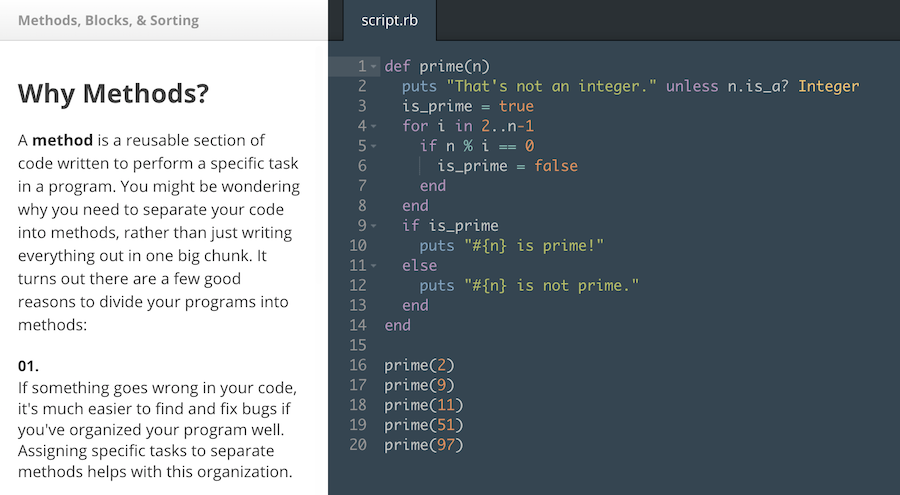 Methods, Blocks, & Sorting
Why Methods?
A method is a reusable section of
code written to perform a specific task
in a program. You might be wondering
why you need to separate your code
into methods, rather than just writing
everything out in one big chunk. It
turns out there are a few good
reasons to divide your programs into
methods:
01.
If something goes wrong in your code,
it's much easier to find and fix bugs if
you've organized your program well.
Assigning specific tasks to separate
methods helps with this organization.
script.rb
1 def prime(n)
2   puts "That's not an integer." unless n.is_a? Integer
3   is_prime = true
4   for i in 2..n-1
5     if n % i == 0
6       is_prime = false
7     end
8   end
9   if is_prime
10     puts "#{n} is prime!"
11   else
12     puts "#{n} is not prime."
13   end
14 end
15
16 prime(2)
17 prime(9)
18 prime(11)
19 prime(51)
20 prime(97)